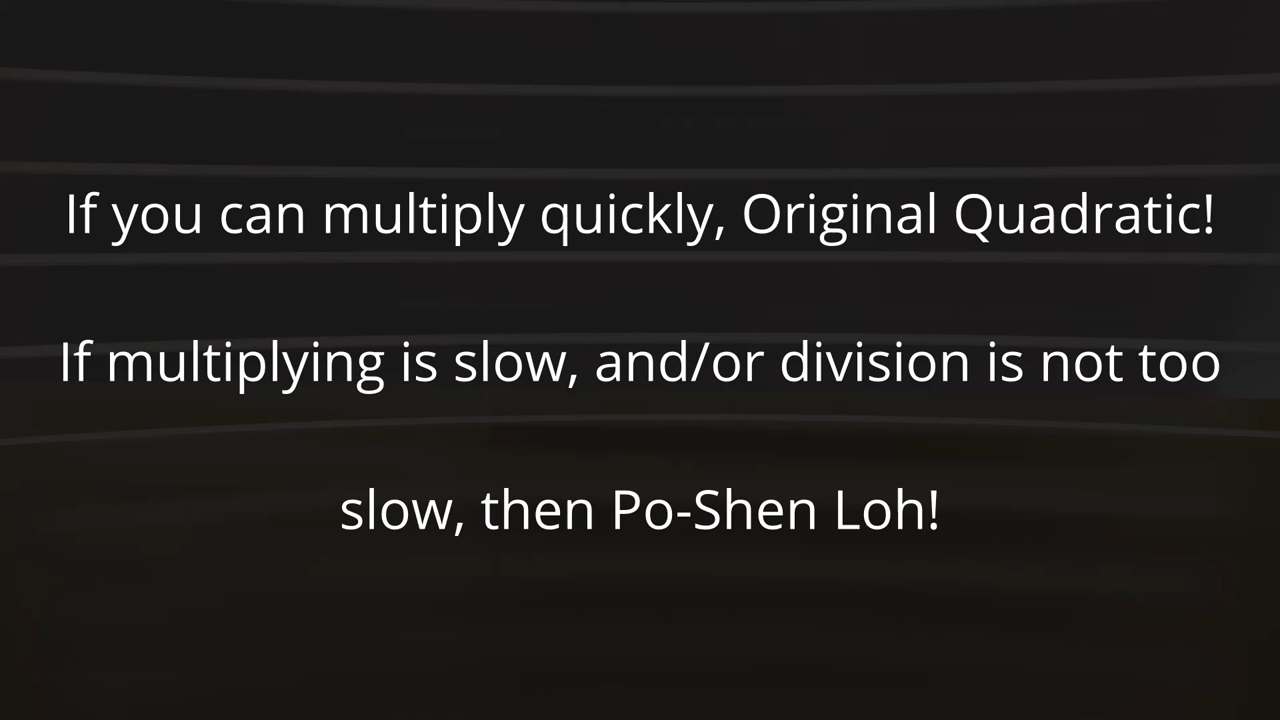 If you can multiply quickly, Original Quadratic!
If multiplying is slow, and/or division is not too
slow, then Po-Shen Loh!